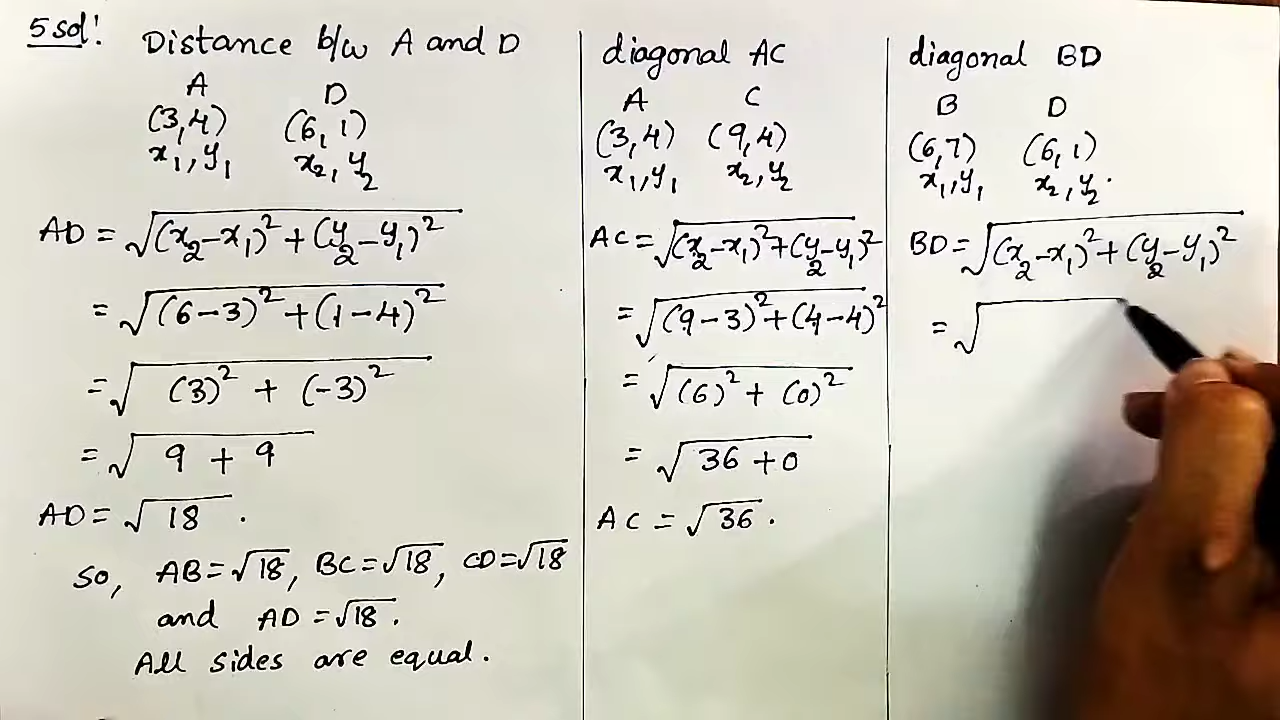 5 sol!
Distance b/w A and D
A D
(3,4) (6,1)
x₁,y₁ x₂,y₂
AD = √(x₂-x₁)²+(y₂-y₁)²
= √(6-3)²+(1-4)²
= √(3)² + (-3)²
= √9 + 9
AD = √18 .
So, AB=√18, BC=√18, CD=√18
and AD=√18.
All sides are equal.
diagonal AC
A C
(3,4) (9,4)
x₁,y₁ x₂,y₂
AC = √(x₂-x₁)²+(y₂-y₁)²
= √(9-3)²+(4-4)²
= √(6)² + (0)²
= √36+0
AC = √36 .
diagonal BD
B D
(6,7) (6,1)
x₁,y₁ x₂,y₂.
BD = √(x₂-x₁)²+(y₂-y₁)²
= √